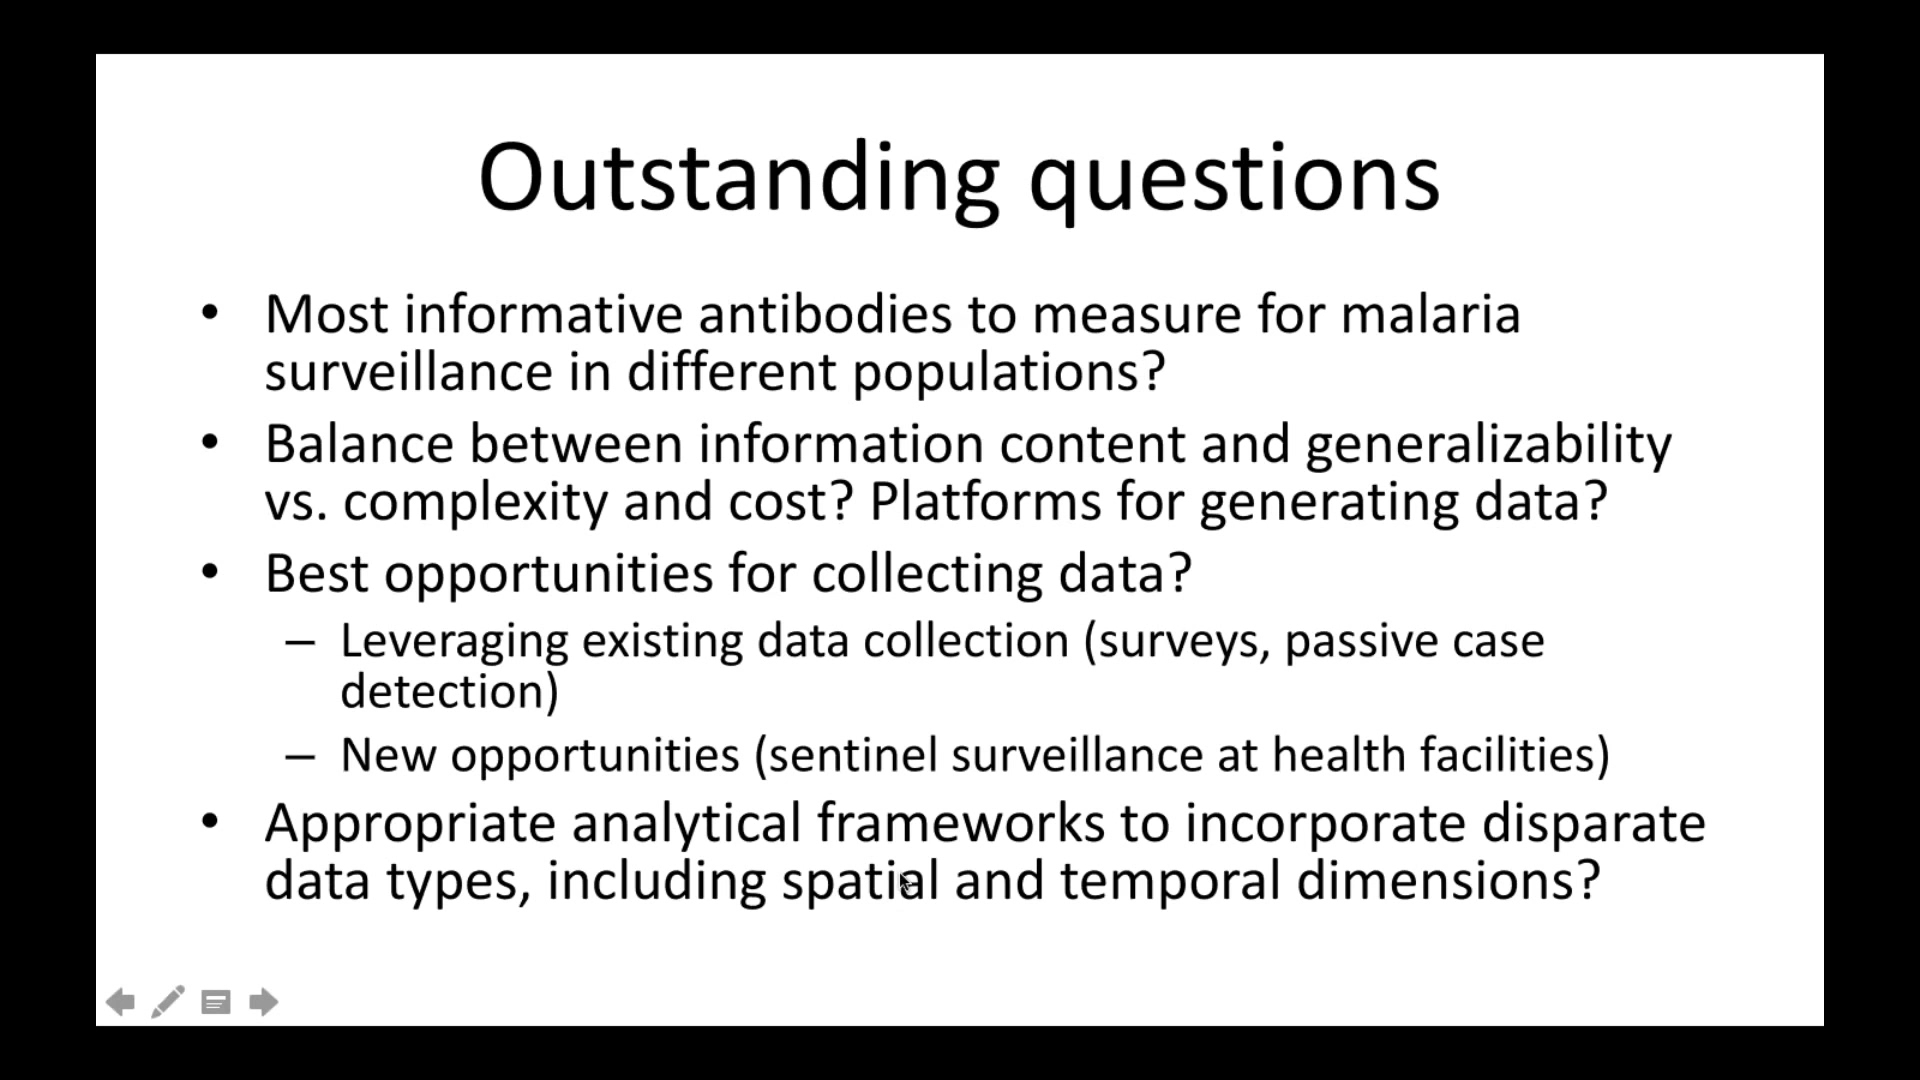 Outstanding questions
• Most informative antibodies to measure for malaria
surveillance in different populations?
• Balance between information content and generalizability
vs. complexity and cost? Platforms for generating data?
• Best opportunities for collecting data?
– Leveraging existing data collection (surveys, passive case
detection)
– New opportunities (sentinel surveillance at health facilities)
• Appropriate analytical frameworks to incorporate disparate
data types, including spatial and temporal dimensions?